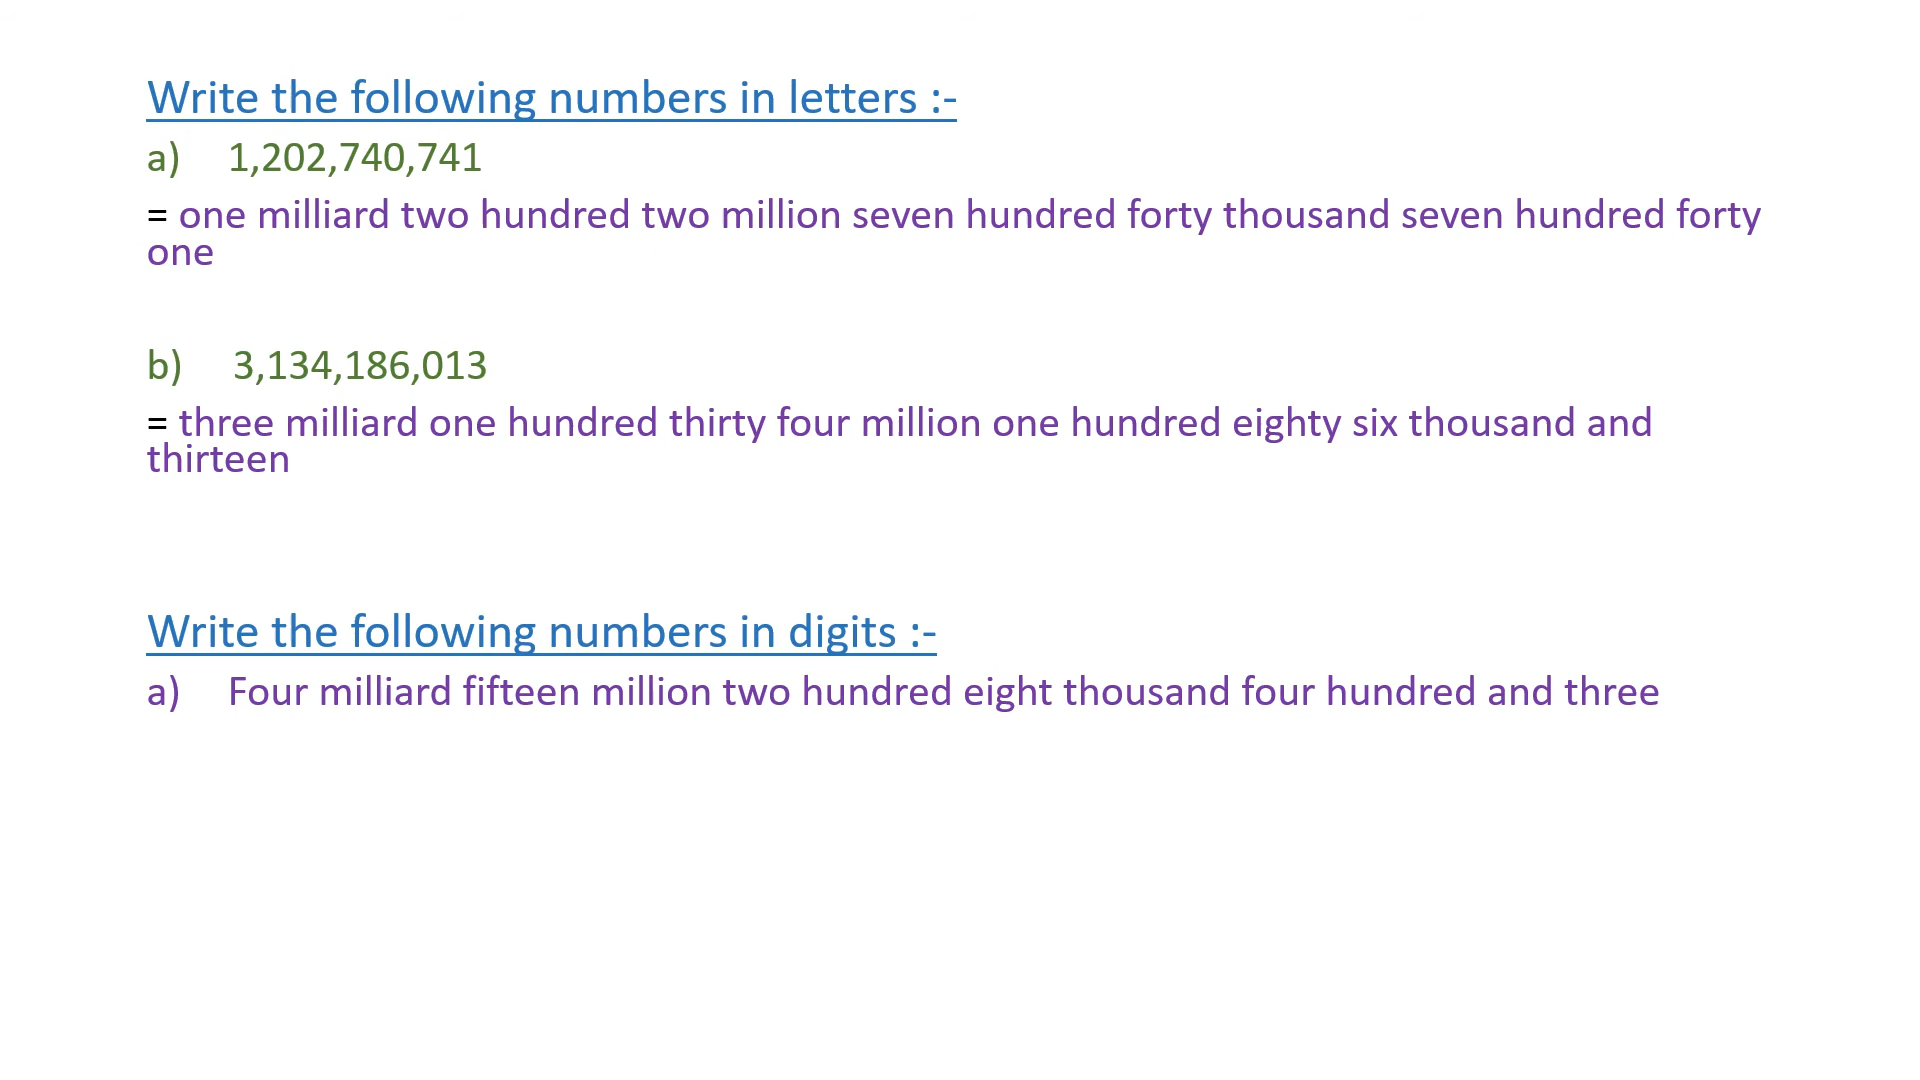 Write the following numbers in letters :-
a) 1,202,740,741
= one milliard two hundred two million seven hundred forty thousand seven hundred forty
one
b) 3,134,186,013
= three milliard one hundred thirty four million one hundred eighty six thousand and
thirteen
Write the following numbers in digits :-
a) Four milliard fifteen million two hundred eight thousand four hundred and three